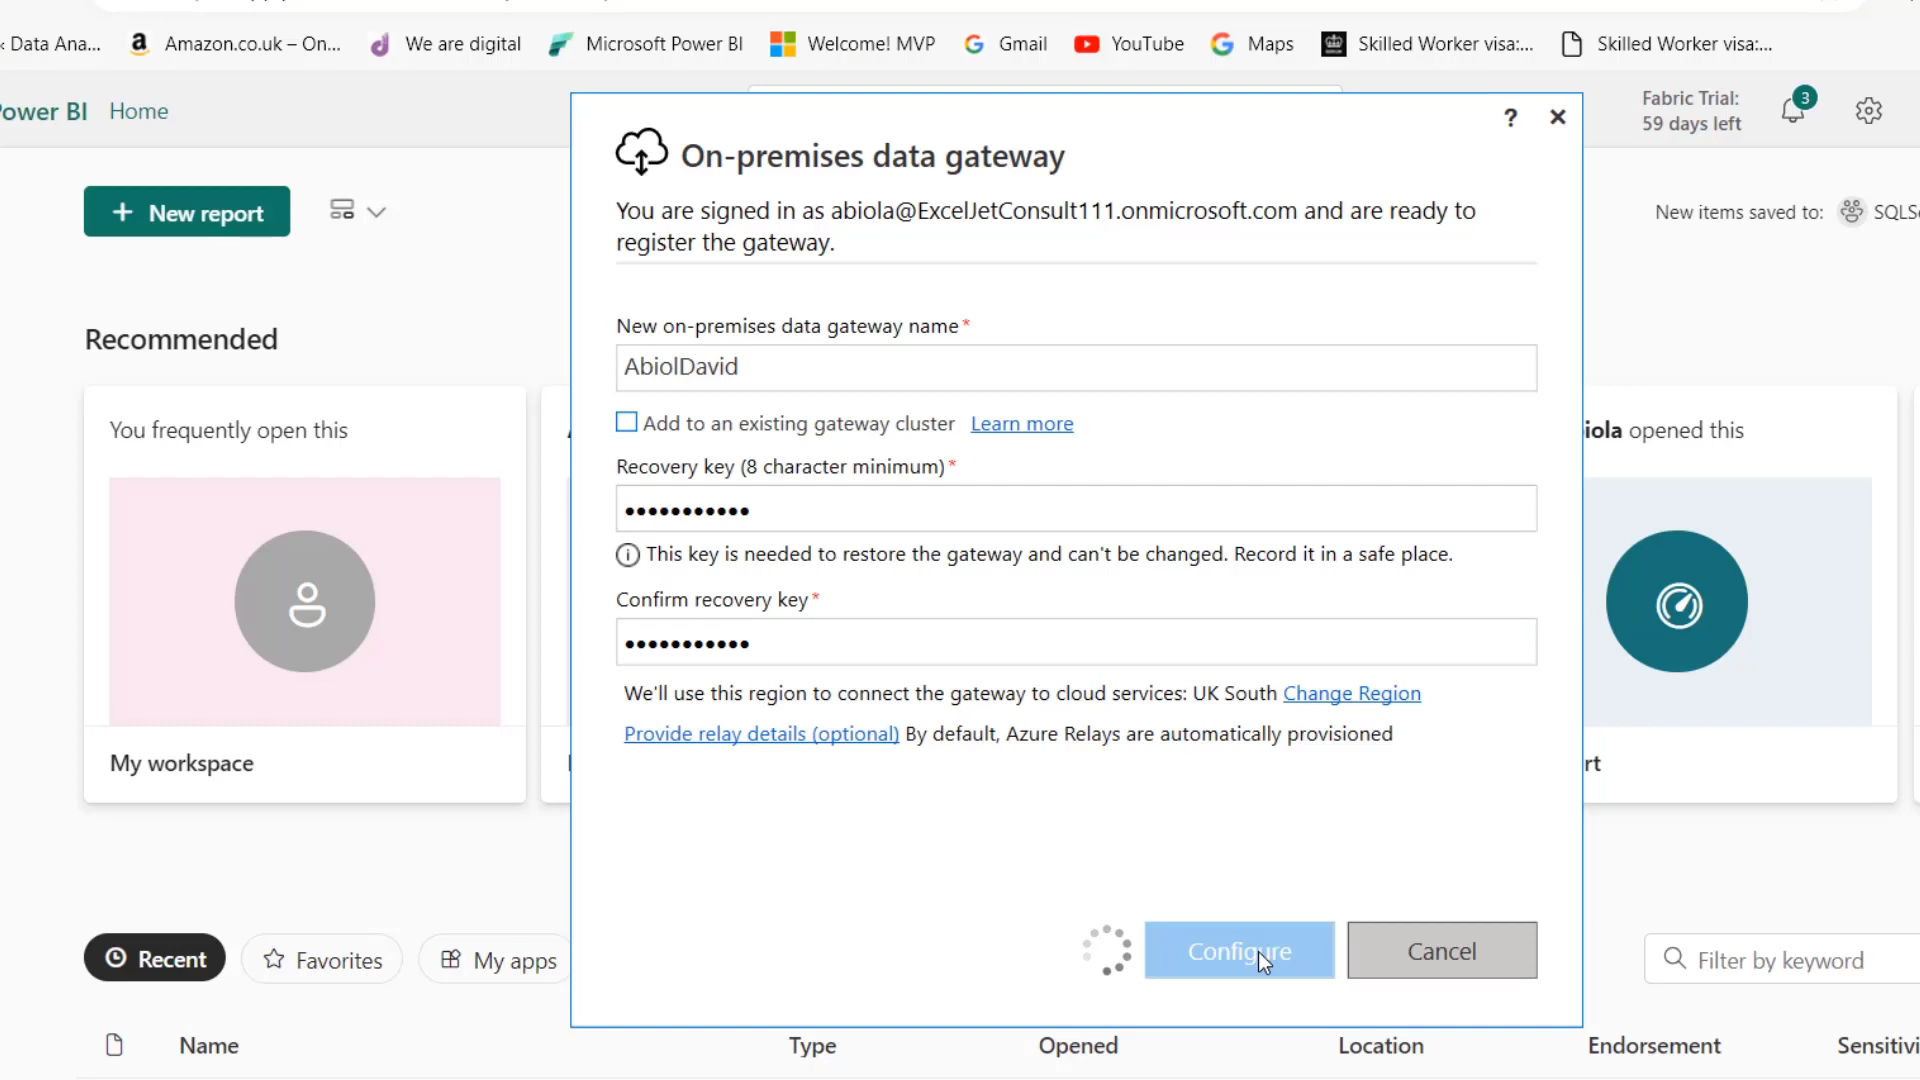 Data Ana...
Amazon.co.uk – On...
We are digital
Microsoft Power BI
Welcome! MVP
Gmail
YouTube
Maps
Skilled Worker visa:...
Skilled Worker visa:...
Power BI Home
Fabric Trial:
59 days left
3
? ×
On-premises data gateway
You are signed in as abiola@ExcelJetConsult111.onmicrosoft.com and are ready to
register the gateway.
+ New report
New items saved to: SQLSe
New on-premises data gateway name*
AbiolDavid
Recommended
Add to an existing gateway cluster Learn more
You frequently open this
iola opened this
Recovery key (8 character minimum)*
•••••••••••
This key is needed to restore the gateway and can't be changed. Record it in a safe place.
Confirm recovery key*
•••••••••••
We'll use this region to connect the gateway to cloud services: UK South Change Region
Provide relay details (optional) By default, Azure Relays are automatically provisioned
My workspace
rt
Configure
Cancel
Recent
Favorites
My apps
Filter by keyword
Name
Type
Opened
Location
Endorsement
Sensitivi